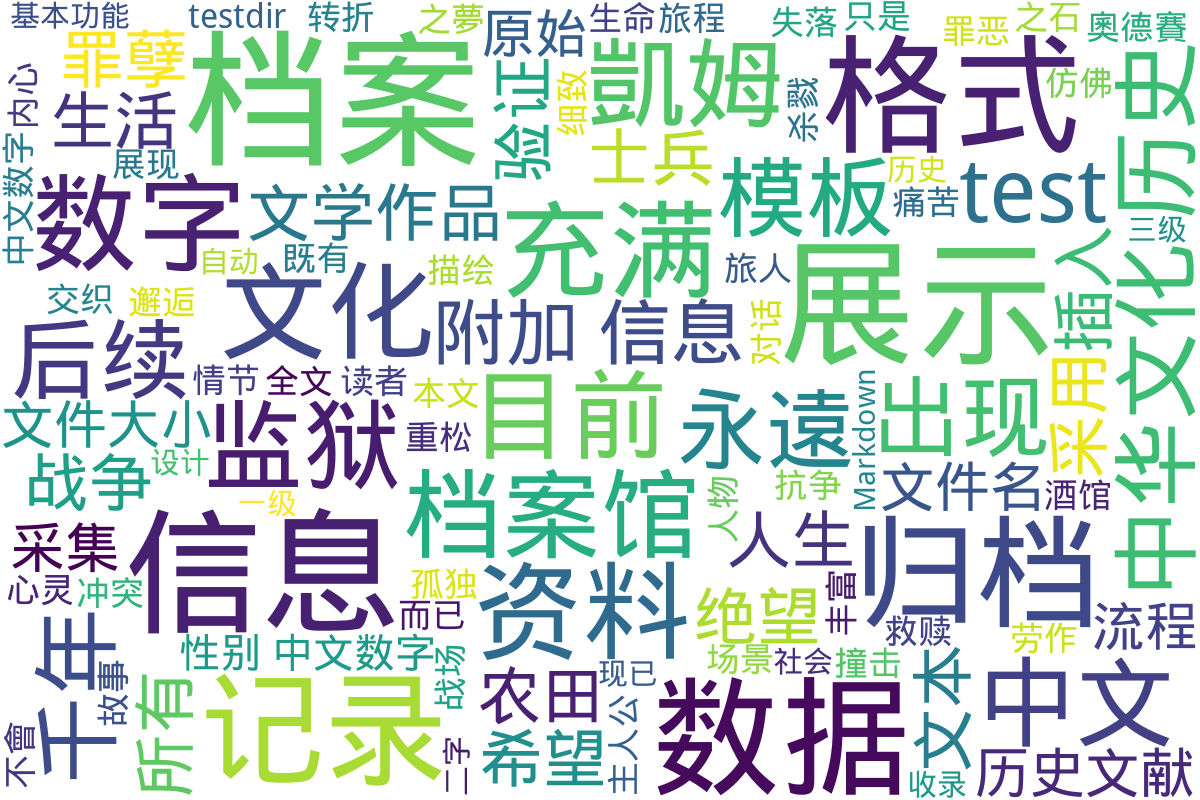 基本功能
testdir
转折
之夢
原始
生命
旅程
失落
只是
罪恶
之石
奥德賽
罪孽
档案
凱姆
格式
仿佛
历史
内心
生活
验证
细致
杀戮
士兵
展现
中文数字
数字
文学作品
充满
模板
历史
痛苦
test
三级
自动
既有
描绘
旅人
展示
插入
中华文化
交织
邂逅
文化
附加 信息
对话
后续
情节
全文
读者
本文
目前
永遠
出现
Markdown
采用
文件大小
监狱
重松
战争
设计
档案馆
人物
抗争
文件名
酒馆
一级
采集
信息
人生
归档
心灵
冲突
孤独
而已
资料
绝望
丰富
救赎
劳作
流程
千年
性别
中文数字
战场
场景
社会
撞击
文本
中文
故事
所有
记录
农田
现已
数据
不會
二字
希望
主人公
收录
历史文献